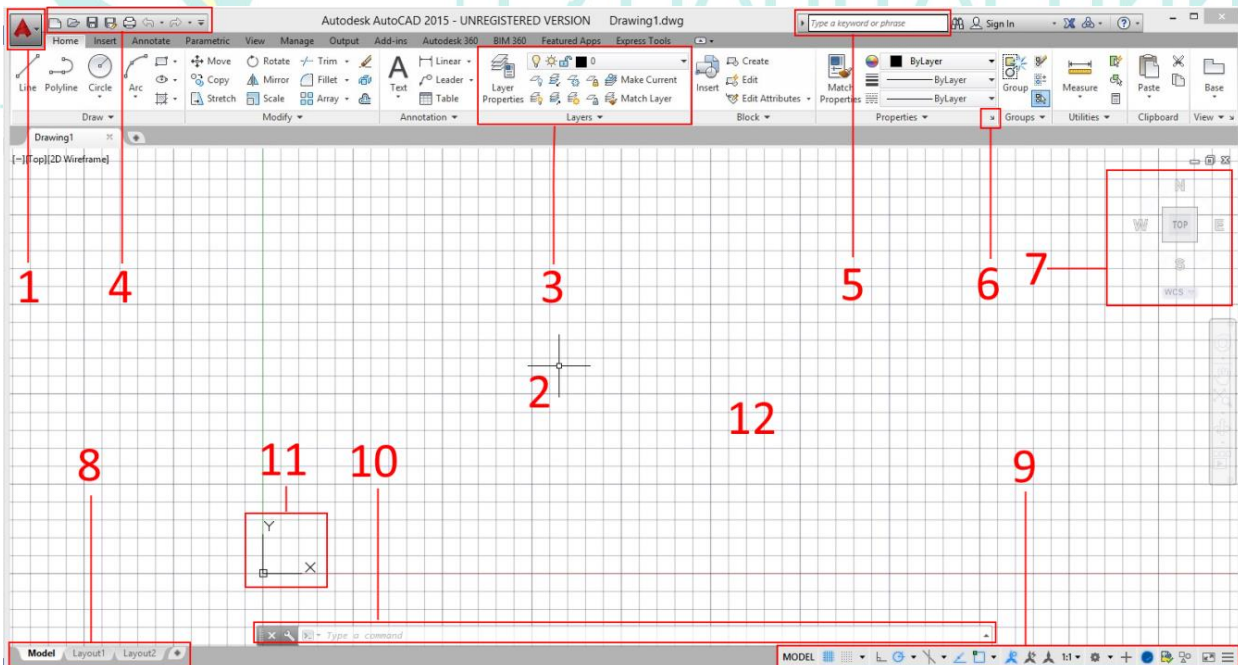 Autodesk AutoCAD 2015 - UNREGISTERED VERSION Drawing1.dwg
Type a keyword or phrase
Sign In
Home Insert Annotate Parametric View Manage Output Add-ins Autodesk 360 BIM 360 Featured Apps Express Tools
Line Polyline Circle Arc
Move Rotate Trim
Copy Mirror Fillet
Stretch Scale Array
A
Text
Linear
Leader
Table
Layer
Properties
0
Make Current
Match Layer
Insert
Create
Edit
Edit Attributes
Match
Properties
ByLayer
ByLayer
ByLayer
Group
Measure
Paste
Base
Draw Modify Annotation Layers Block Properties Groups Utilities Clipboard View
Drawing1
[-][Top][2D Wireframe]
N
W TOP E
S
WCS
1 4 3 5 6 7
2
12
8 11 10 9
Y
X
Type a command
Model Layout1 Layout2
MODEL 1:1